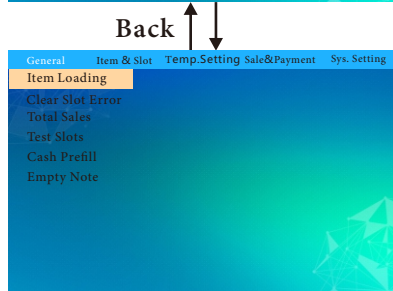 Back
General Item & Slot Temp.Setting Sale&Payment Sys. Setting
Item Loading
Clear Slot Error
Total Sales
Test Slots
Cash Prefill
Empty Note